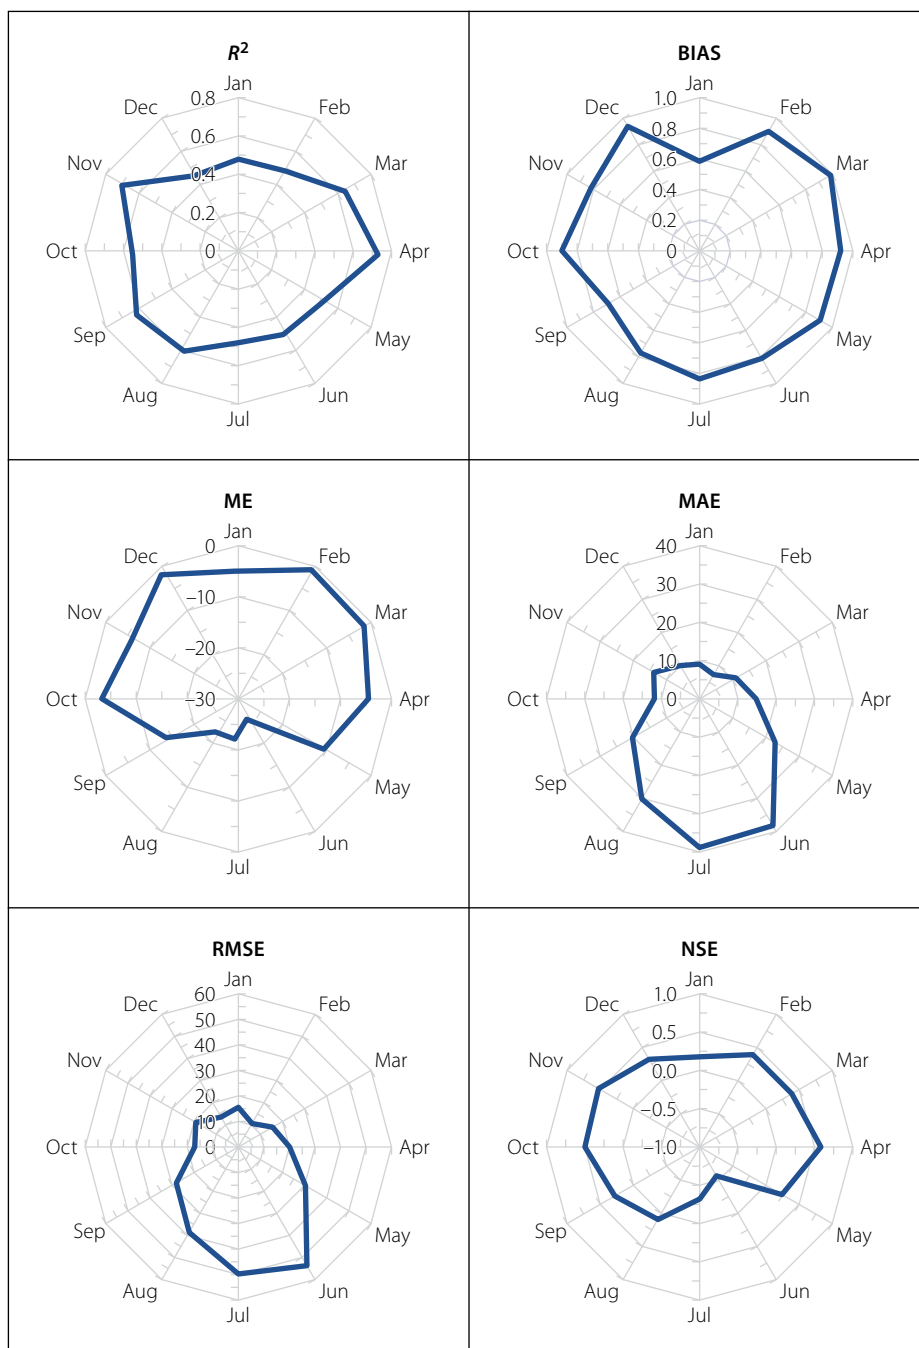 R²
Jan
Feb
Mar
Apr
May
Jun
Jul
Aug
Sep
Oct
Nov
Dec
0.8
0.6
0.4
0.2
0
BIAS
Jan
Feb
Mar
Apr
May
Jun
Jul
Aug
Sep
Oct
Nov
Dec
1.0
0.8
0.6
0.4
0.2
0
ME
Jan
Feb
Mar
Apr
May
Jun
Jul
Aug
Sep
Oct
Nov
Dec
0
−10
−20
−30
MAE
Jan
Feb
Mar
Apr
May
Jun
Jul
Aug
Sep
Oct
Nov
Dec
40
30
20
10
0
RMSE
Jan
Feb
Mar
Apr
May
Jun
Jul
Aug
Sep
Oct
Nov
Dec
60
50
40
30
20
10
0
NSE
Jan
Feb
Mar
Apr
May
Jun
Jul
Aug
Sep
Oct
Nov
Dec
1.0
0.5
0.0
−0.5
−1.0